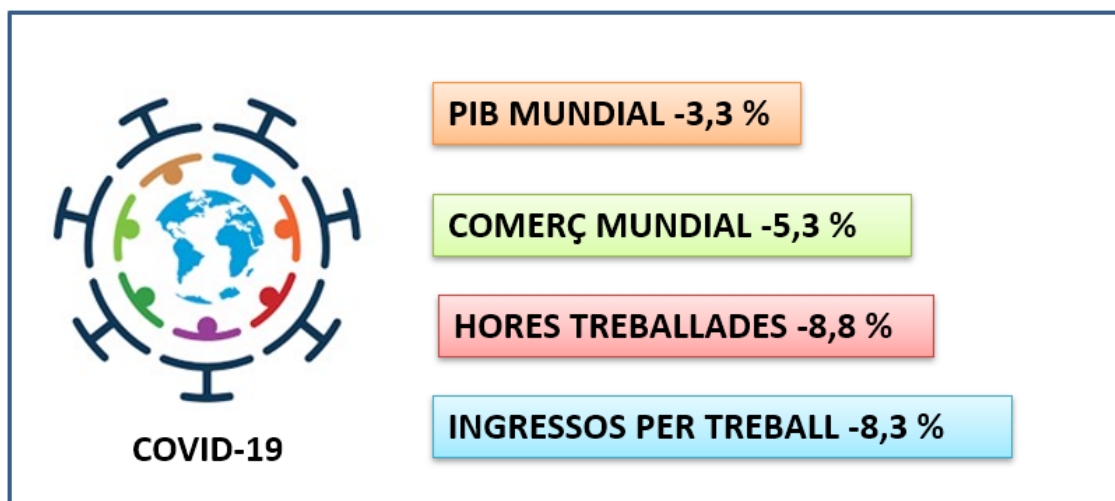 PIB MUNDIAL -3,3 %
COMERÇ MUNDIAL -5,3 %
HORES TREBALLADES -8,8 %
INGRESSOS PER TREBALL -8,3 %
COVID-19